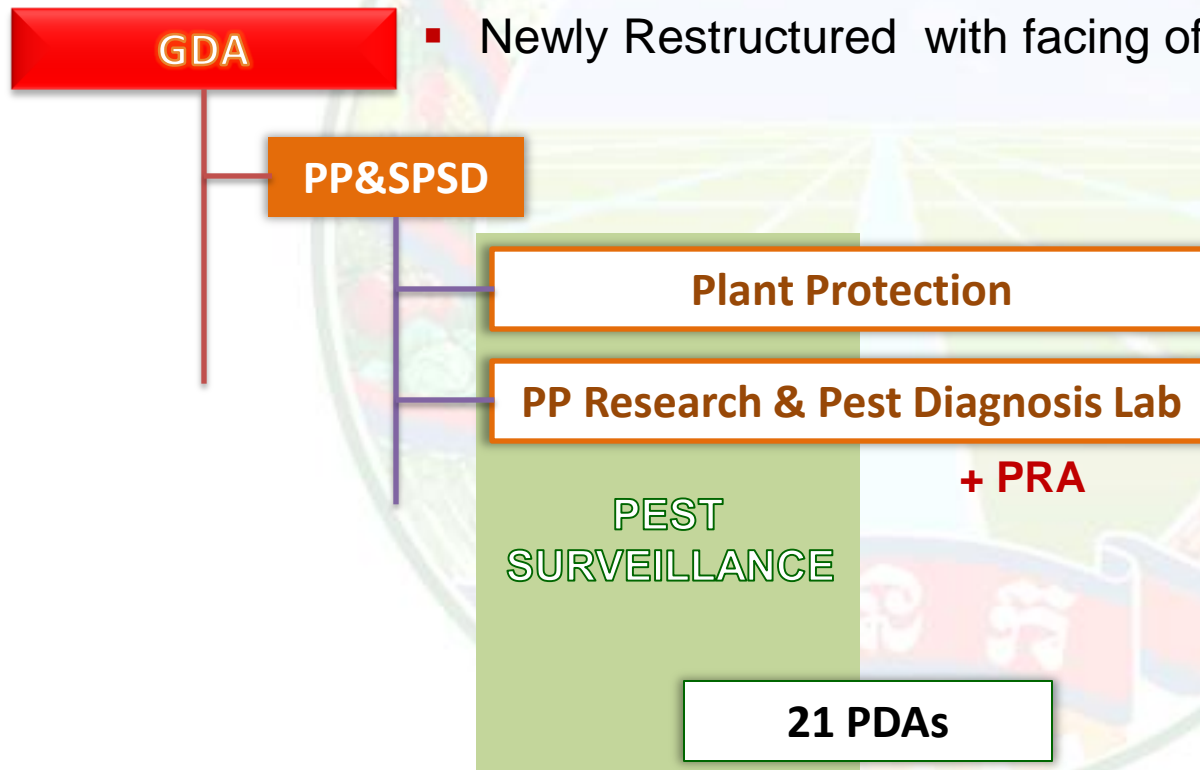 GDA
▪ Newly Restructured with facing of
PP&SPSD
Plant Protection
PP Research & Pest Diagnosis Lab
+ PRA
PEST
SURVEILLANCE
21 PDAs